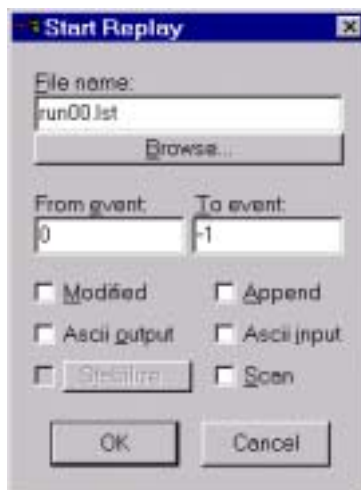 Start Replay
File name:
run00.lst
Browse...
From event: To event:
0 -1
Modified Append
Ascii output Ascii input
Stabilize... Scan
OK Cancel